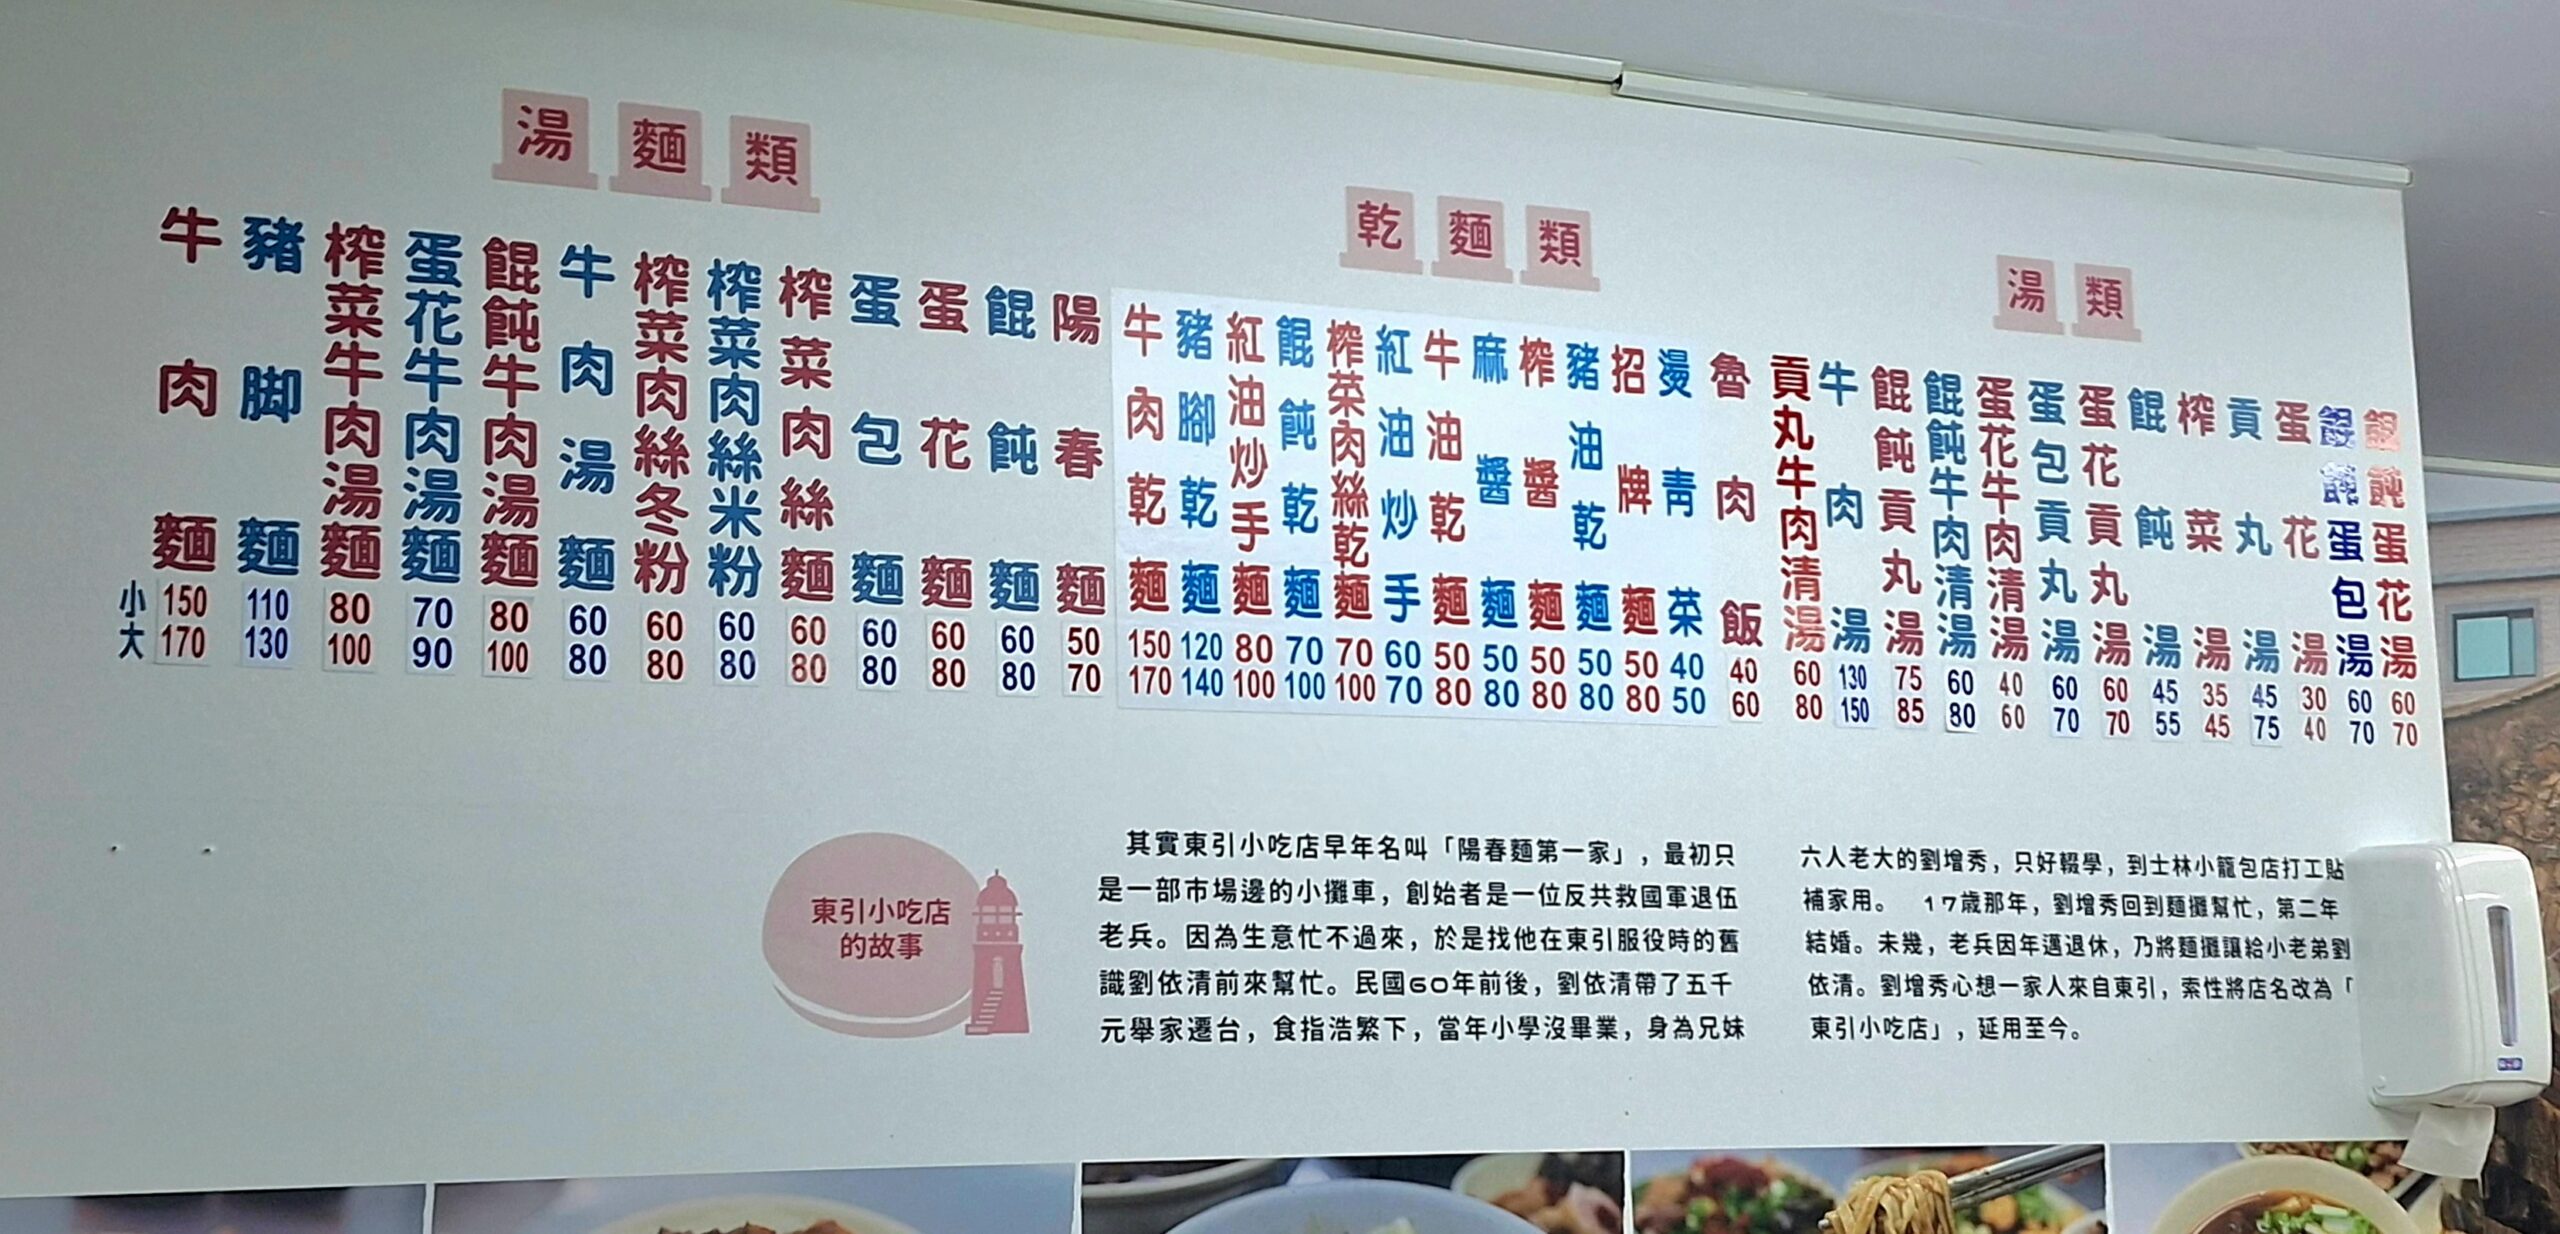 湯麵類
小
大
牛肉麵 150 170
豬脚麵 110 130
榨菜牛肉湯麵 80 100
蛋花牛肉湯麵 70 90
餛飩牛肉湯麵 80 100
牛肉湯麵 60 80
榨菜肉絲冬粉 60 80
榨菜肉絲米粉 60 80
榨菜肉絲麵 60 80
蛋包麵 60 80
蛋花麵 60 80
餛飩麵 60 80
陽春麵 50 70
乾麵類
牛肉乾麵 150 170
豬腳乾麵 120 140
紅油炒手麵 80 100
餛飩乾麵 70 100
榨菜肉絲乾麵 70 100
紅油炒手 60 70
牛油乾麵 50 80
麻醬麵 50 80
榨醬麵 50 80
豬油乾麵 50 80
招牌麵 50 80
燙青菜 40 50
魯肉飯 40 60
湯類
貢丸牛肉清湯 60 80
牛肉湯 130 150
餛飩貢丸湯 75 85
餛飩牛肉清湯 60 80
蛋花牛肉清湯 40 60
蛋包貢丸湯 60 70
蛋花貢丸湯 60 70
餛飩湯 45 55
榨菜湯 35 45
貢丸湯 45 75
蛋花湯 30 40
餛飩蛋包湯 60 70
餛飩蛋花湯 60 70
東引小吃店
的故事
其實東引小吃店早年名叫「陽春麵第一家」，最初只
是一部市場邊的小攤車，創始者是一位反共救國軍退伍
老兵。因為生意忙不過來，於是找他在東引服役時的舊
識劉依清前來幫忙。民國60年前後，劉依清帶了五千
元舉家遷台，食指浩繁下，當年小學沒畢業，身為兄妹
六人老大的劉增秀，只好輟學，到士林小籠包店打工貼
補家用。 17歲那年，劉增秀回到麵攤幫忙，第二年
結婚。未幾，老兵因年邁退休，乃將麵攤讓給小老弟劉
依清。劉增秀心想一家人來自東引，索性將店名改為「
東引小吃店」，延用至今。